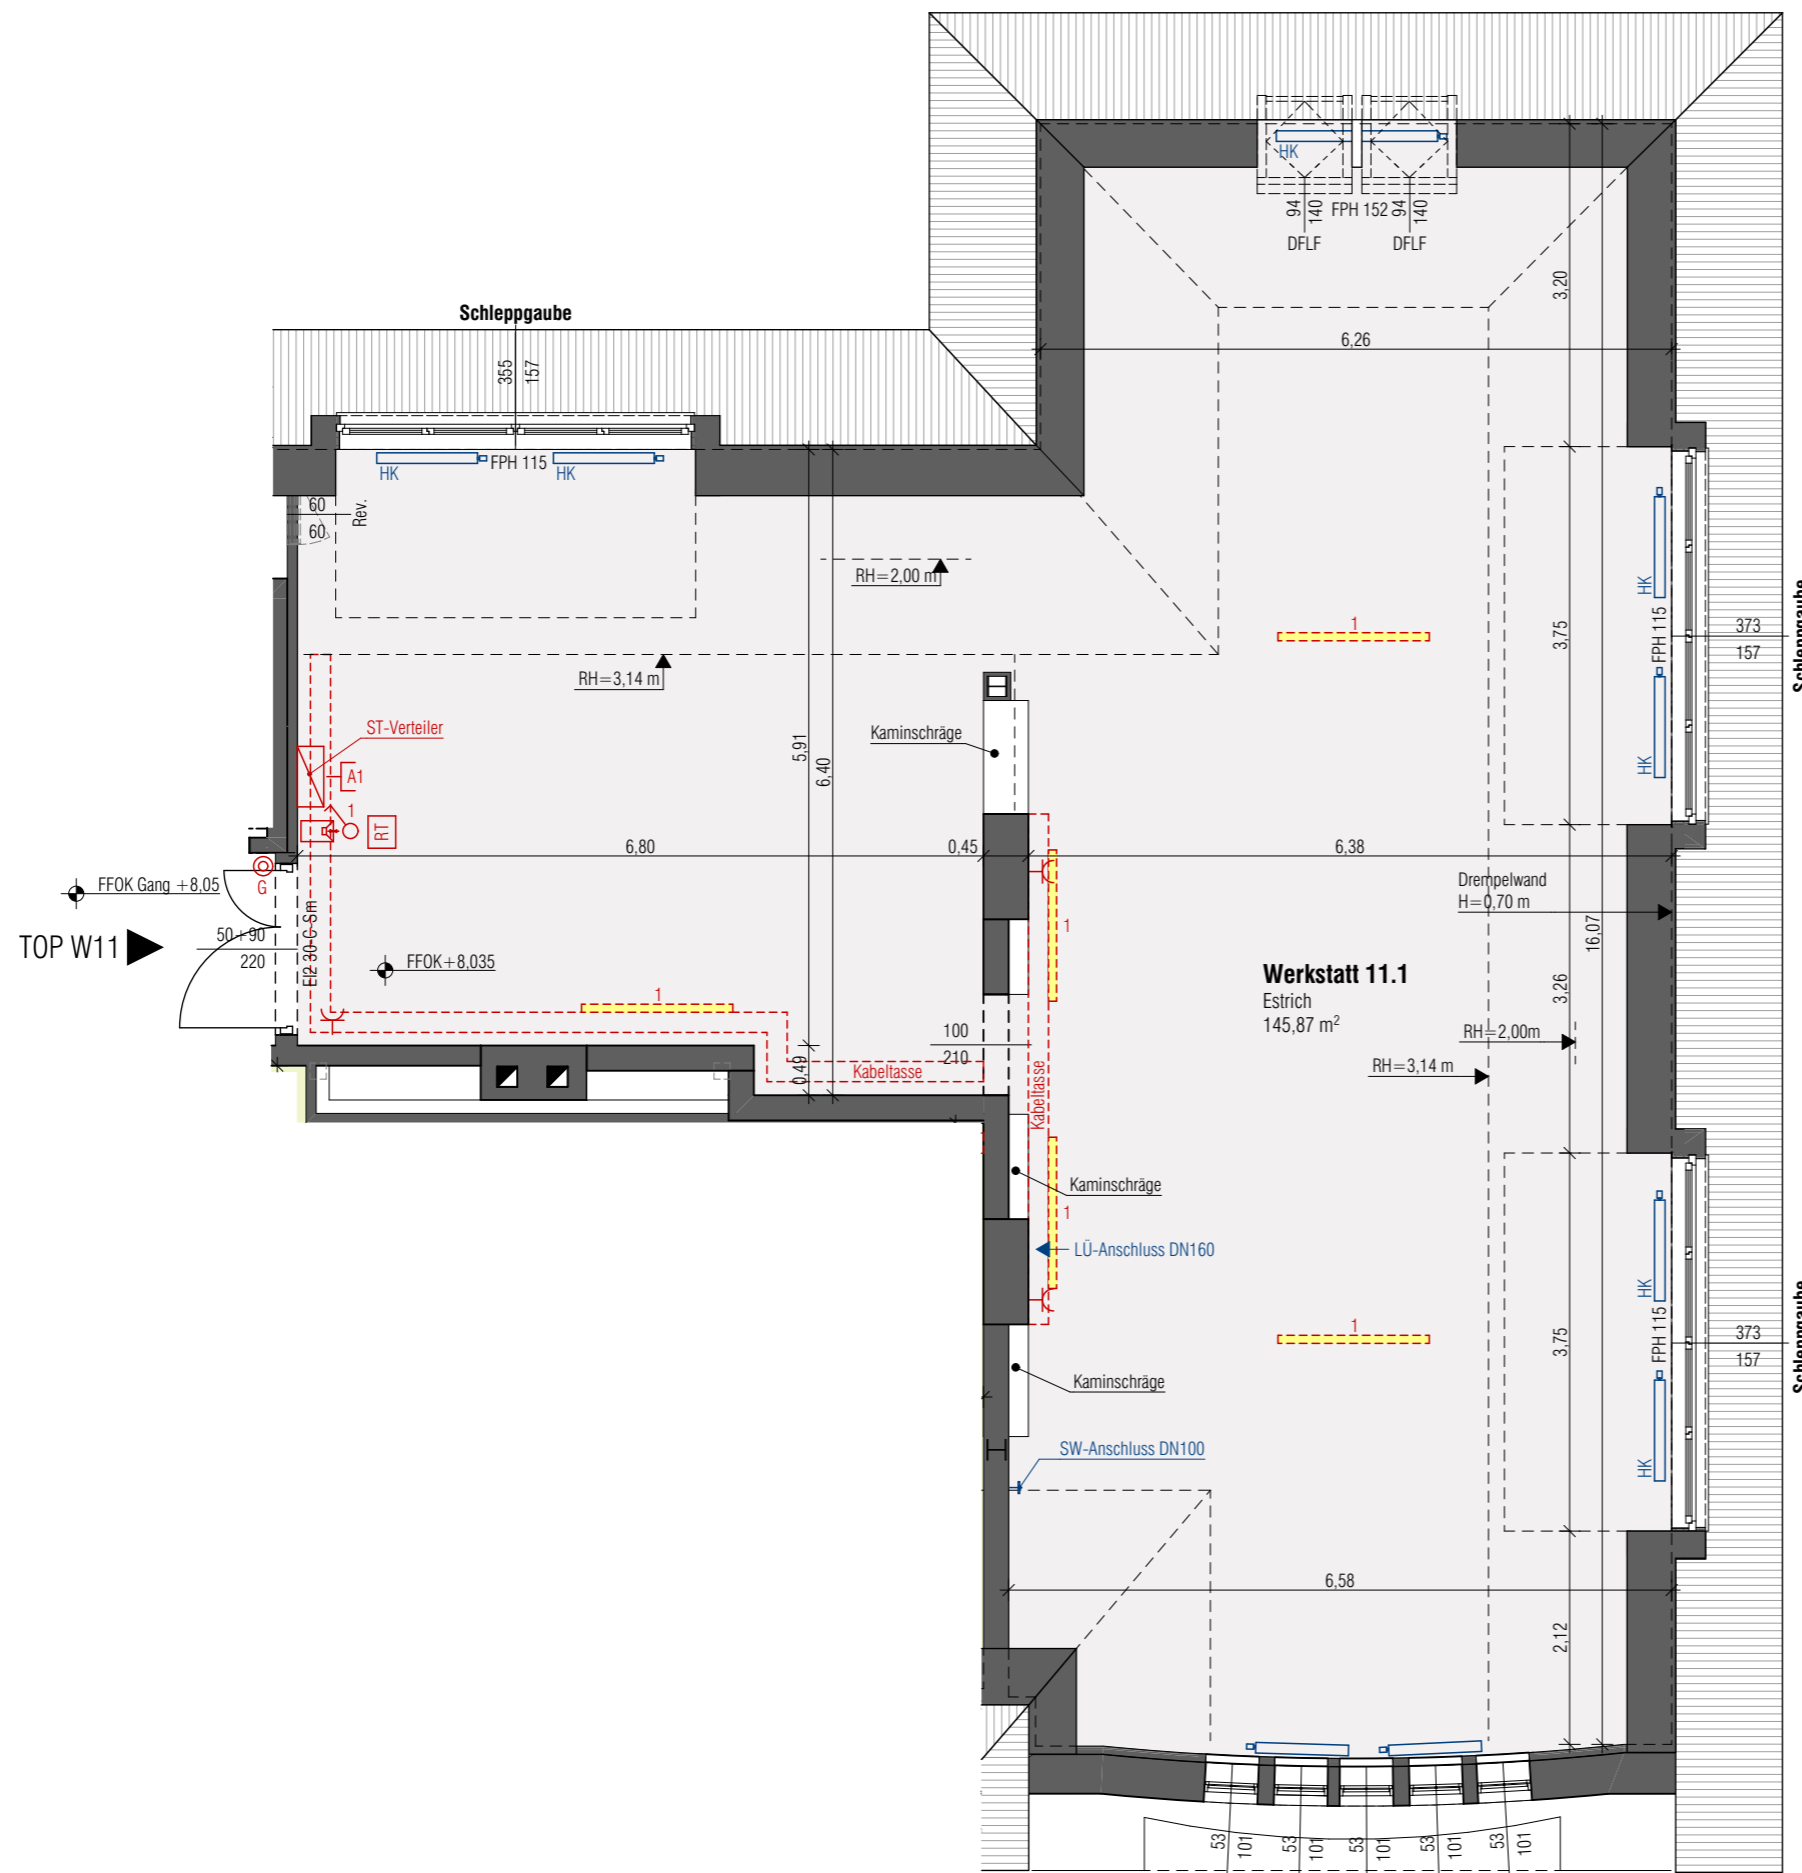 HK
94
140
FPH 152
94
140
DFLF
DFLF
3,20
Schleppgaube
355
157
6,26
HK
FPH 115
HK
60
60
Rev.
RH=2,00 m
HK
FPH 115
3,75
1
373
157
Schleppgaube
RH=3,14 m
HK
ST-Verteiler
A1
1
RT
Kaminschräge
5,91
6,40
6,80
0,45
6,38
G
FFOK Gang +8,05
Drempelwand
H=0,70 m
TOP W11
50+90
220
EI2 30-C-Sm
FFOK+8,035
1
16,07
Werkstatt 11.1
Estrich
145,87 m²
3,26
1
100
210
RH=2,00m
RH=3,14 m
0,49
Kabeltasse
Kabeltasse
Kaminschräge
1
LÜ-Anschluss DN160
HK
FPH 115
3,75
1
373
157
Schleppgaube
Kaminschräge
SW-Anschluss DN100
HK
6,58
2,12
53
101
53
101
53
101
53
101
53
101